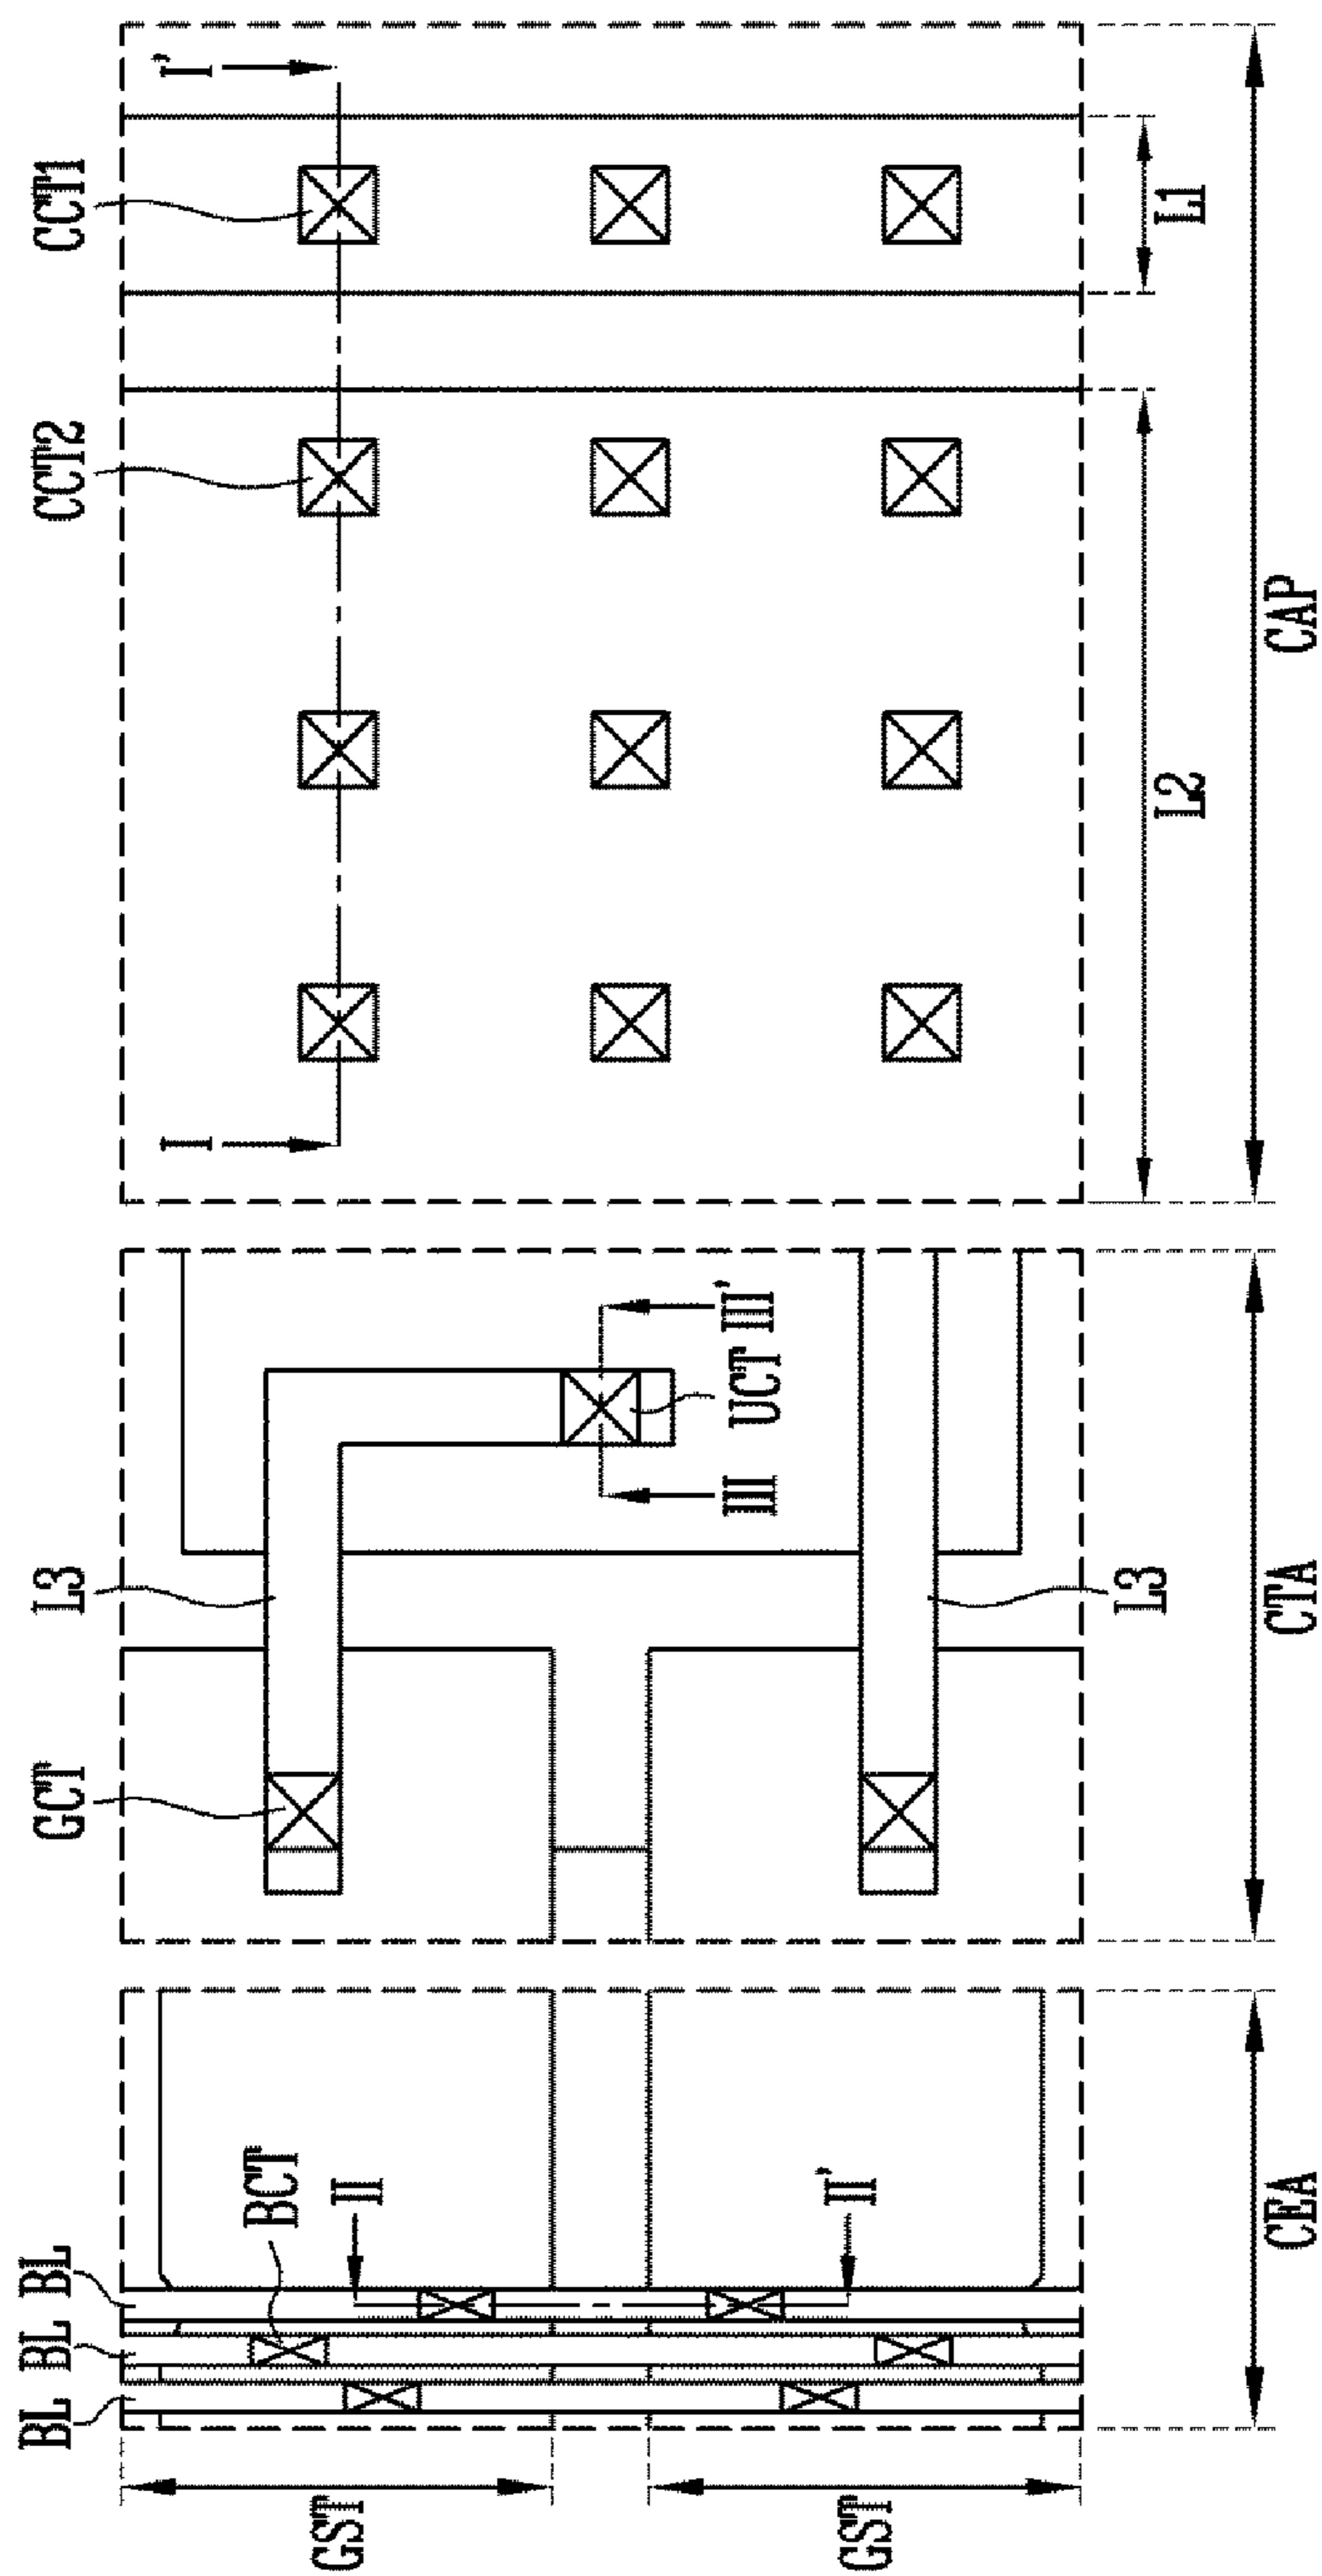 BL BL BL GCT L3 CCT2 CCT1
I I'
BCT
GST II
III UCT III'
GST II'
L3 L2 L1
CEA CTA CAP